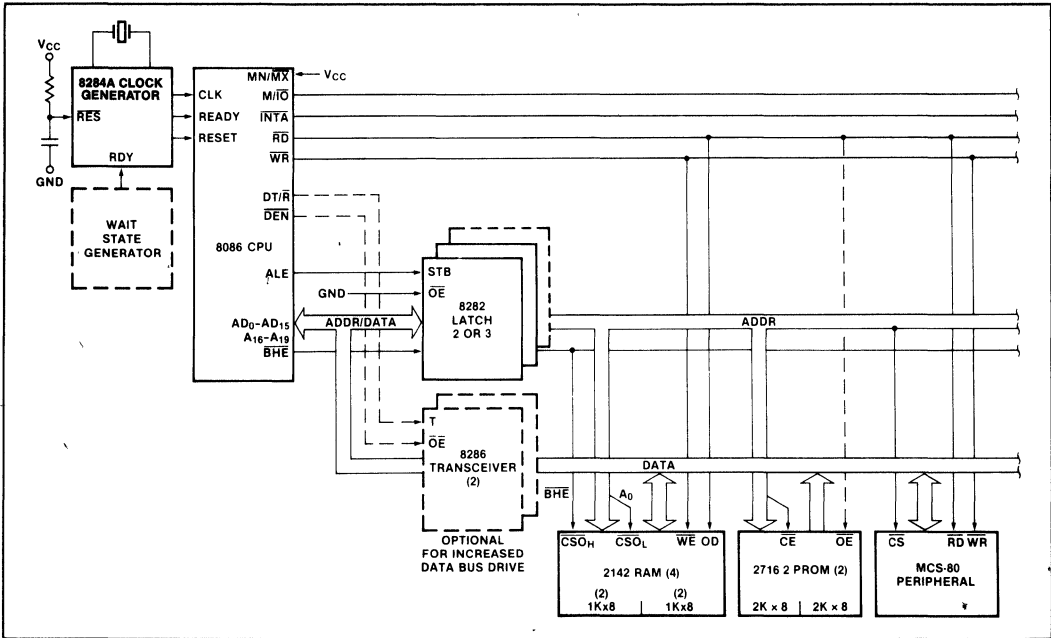 VCC
8284A CLOCK
GENERATOR
RES
RDY
GND
WAIT
STATE
GENERATOR
CLK
READY
RESET
MN/MX
VCC
M/IO
INTA
RD
WR
DT/R
DEN
8086 CPU
ALE
AD0-AD15
A16-A19
BHE
ADDR/DATA
GND
STB
OE
8282
LATCH
2 OR 3
ADDR
T
OE
8286
TRANSCEIVER
(2)
OPTIONAL
FOR INCREASED
DATA BUS DRIVE
DATA
BHE
A0
CSOH
CSOL
WE OD
2142 RAM (4)
(2)
1Kx8
(2)
1Kx8
CE
OE
2716 2 PROM (2)
2K × 8
2K × 8
CS
RD WR
MCS-80
PERIPHERAL